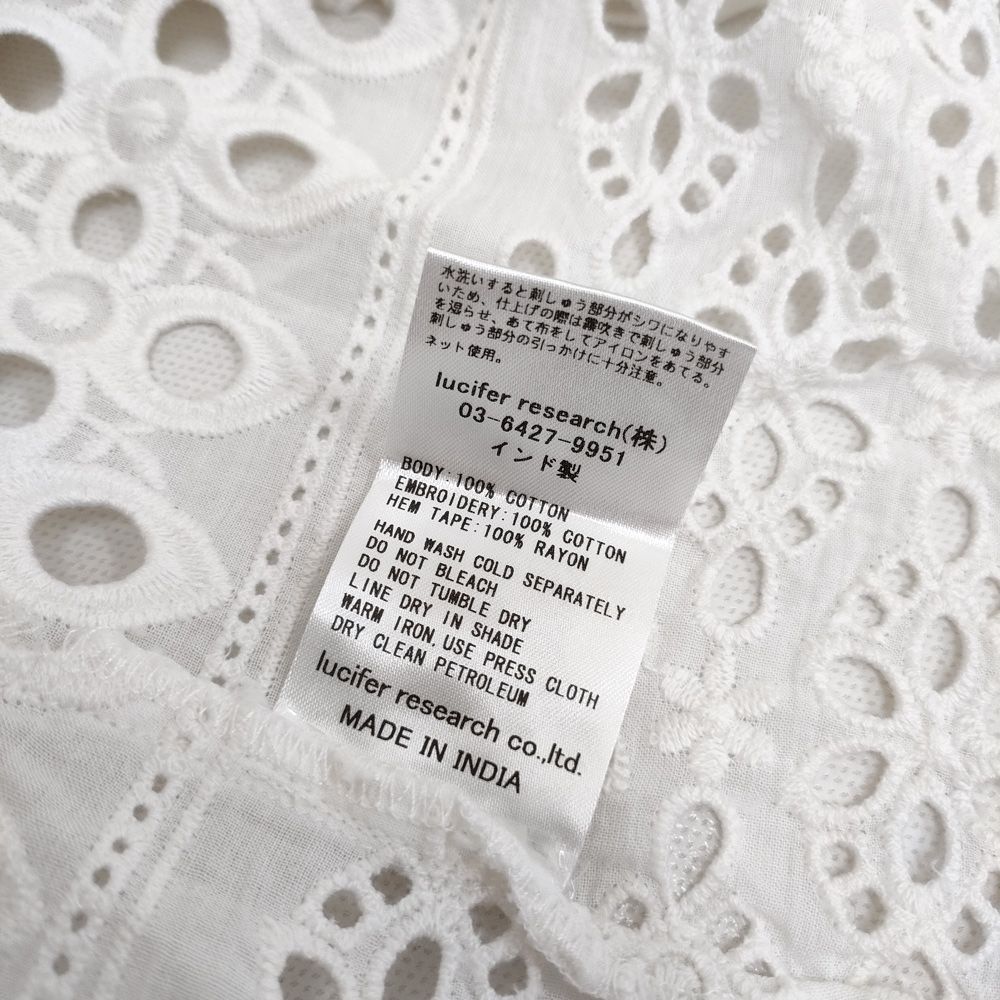 水洗いすると刺しゅう部分がシワになりやす
いため、仕上げの際は霧吹きで刺しゅう部分
を湿らせ、あて布をしてアイロンをあてる。
刺しゅう部分の引っかけに十分注意。
ネット使用。
lucifer research(株)
03-6427-9951
インド製
BODY:100% COTTON
EMBROIDERY:100% COTTON
HEM TAPE:100% RAYON
HAND WASH COLD SEPARATELY
DO NOT BLEACH
DO NOT TUMBLE DRY
LINE DRY IN SHADE
WARM IRON.USE PRESS CLOTH
DRY CLEAN PETROLEUM
lucifer research co.,ltd.
MADE IN INDIA